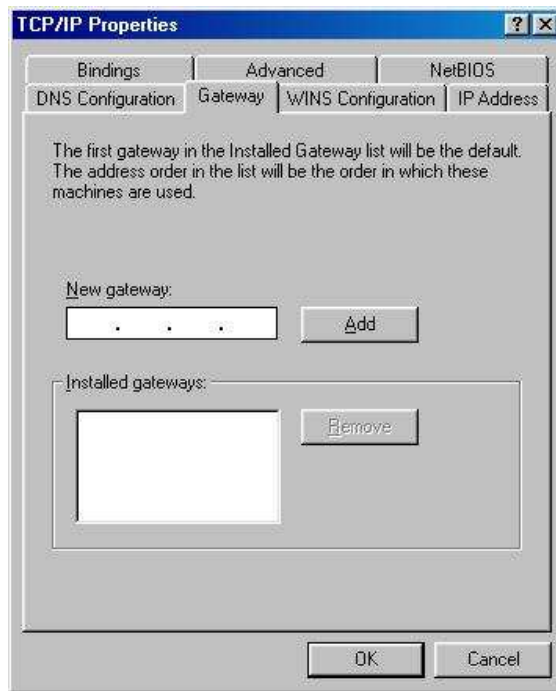 TCP/IP Properties
? ×
Bindings Advanced NetBIOS
DNS Configuration Gateway WINS Configuration IP Address
The first gateway in the Installed Gateway list will be the default.
The address order in the list will be the order in which these
machines are used.
New gateway:
. . .
Add
Installed gateways:
Remove
OK Cancel